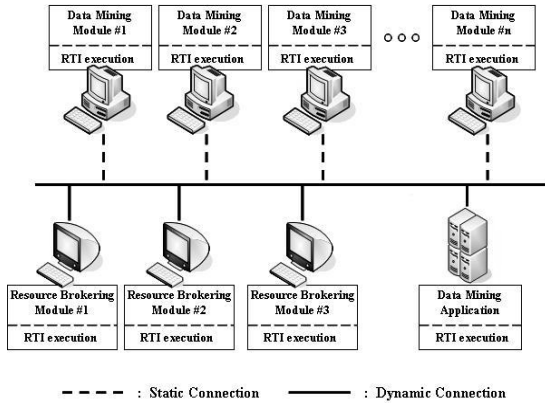 Data Mining
Module #1
RTI execution
Data Mining
Module #2
RTI execution
Data Mining
Module #3
RTI execution
Data Mining
Module #n
RTI execution
Resource Brokering
Module #1
RTI execution
Resource Brokering
Module #2
RTI execution
Resource Brokering
Module #3
RTI execution
Data Mining
Application
RTI execution
: Static Connection
: Dynamic Connection